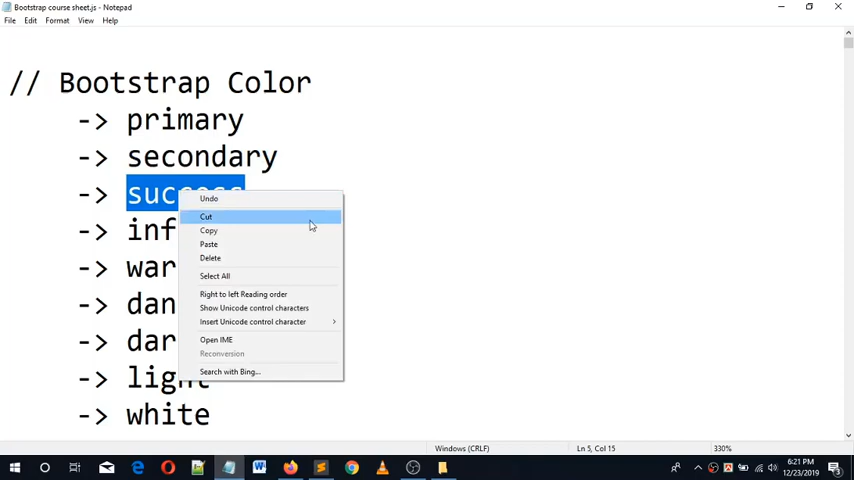 Bootstrap course sheet.js - Notepad
File Edit Format View Help
// Bootstrap Color
-> primary
-> secondary
-> success
-> inf
-> war
-> dan
-> dar
-> light
-> white
Undo
Cut
Copy
Paste
Delete
Select All
Right to left Reading order
Show Unicode control characters
Insert Unicode control character
Open IME
Reconversion
Search with Bing...
Windows (CRLF) Ln 5, Col 15 330%
6:21 PM
12/23/2019
3